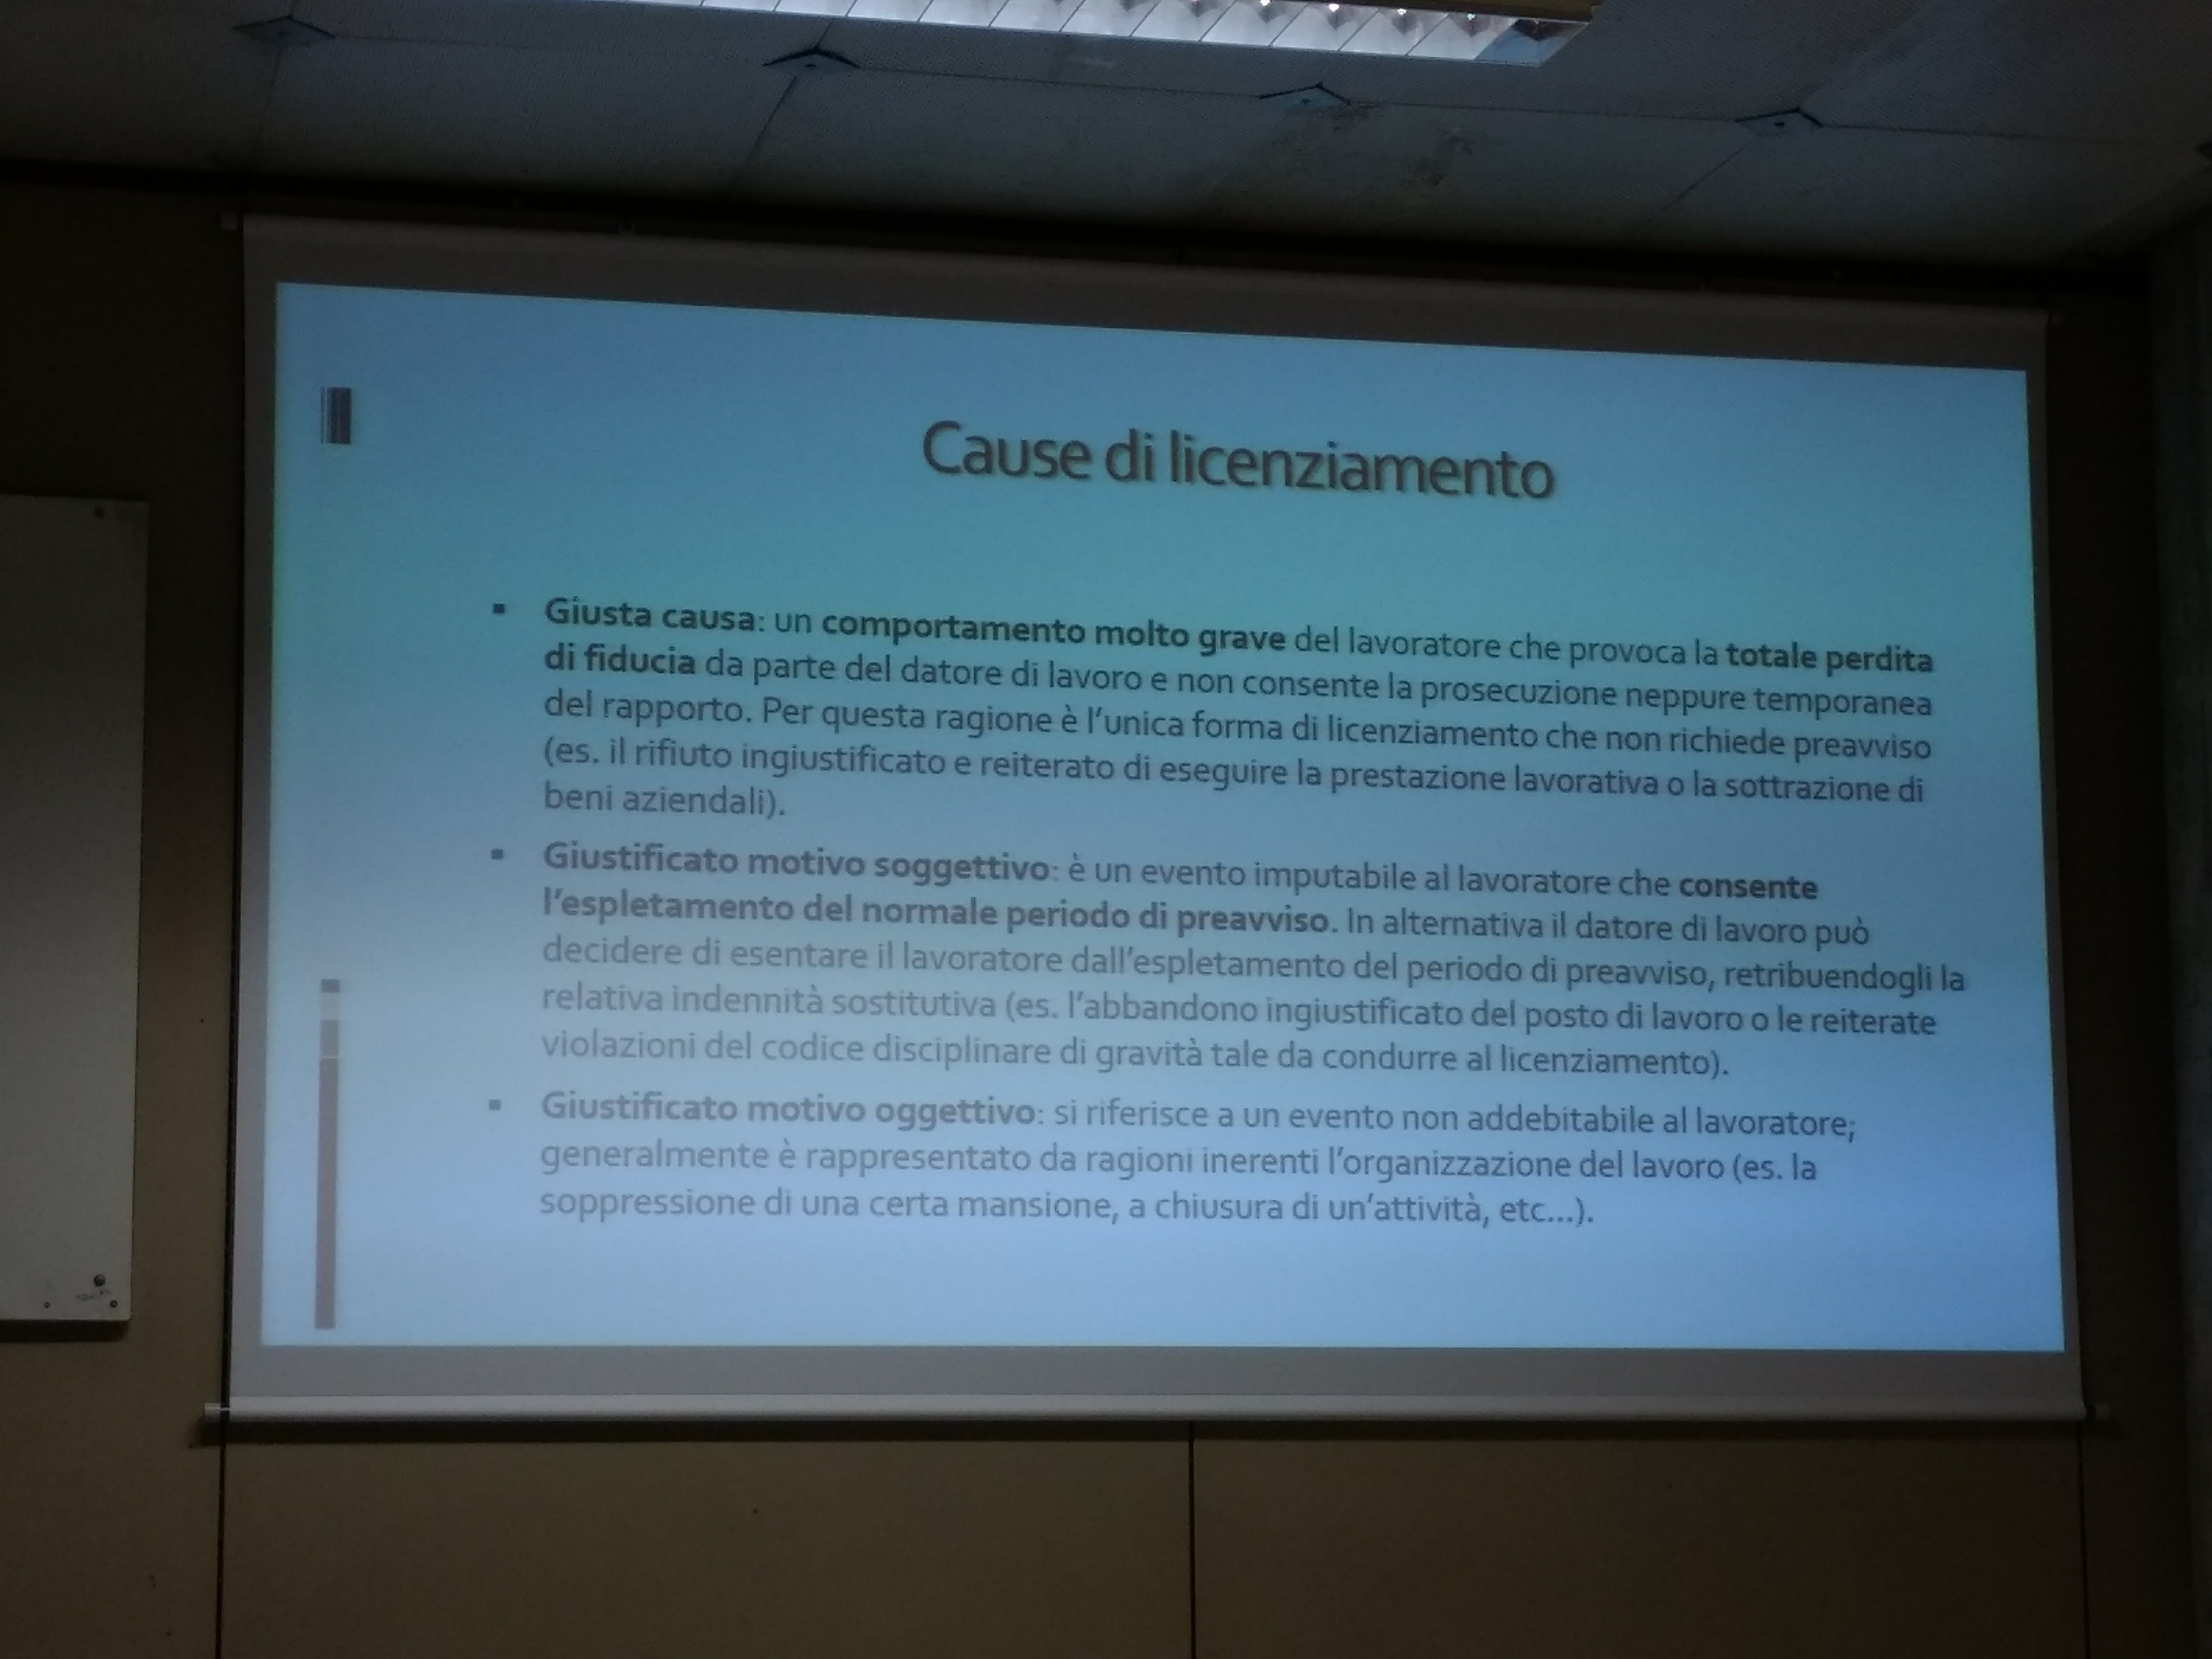 Cause di licenziamento
▪ Giusta causa: un comportamento molto grave del lavoratore che provoca la totale perdita
di fiducia da parte del datore di lavoro e non consente la prosecuzione neppure temporanea
del rapporto. Per questa ragione è l'unica forma di licenziamento che non richiede preavviso
(es. il rifiuto ingiustificato e reiterato di eseguire la prestazione lavorativa o la sottrazione di
beni aziendali).
▪ Giustificato motivo soggettivo: è un evento imputabile al lavoratore che consente
l'espletamento del normale periodo di preavviso. In alternativa il datore di lavoro può
decidere di esentare il lavoratore dall'espletamento del periodo di preavviso, retribuendogli la
relativa indennità sostitutiva (es. l'abbandono ingiustificato del posto di lavoro o le reiterate
violazioni del codice disciplinare di gravità tale da condurre al licenziamento).
▪ Giustificato motivo oggettivo: si riferisce a un evento non addebitabile al lavoratore;
generalmente è rappresentato da ragioni inerenti l'organizzazione del lavoro (es. la
soppressione di una certa mansione, a chiusura di un'attività, etc...).